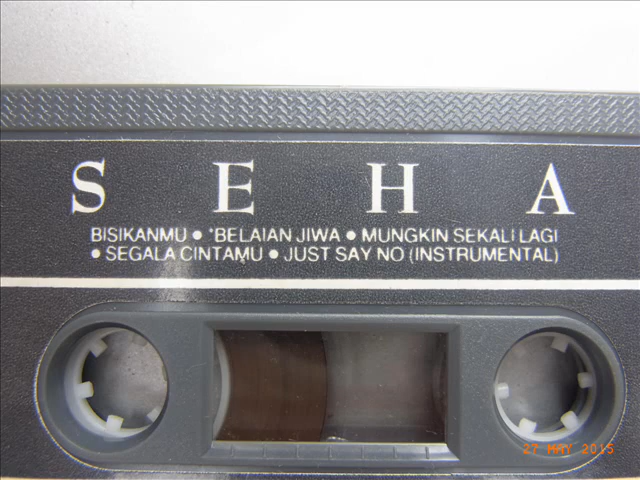 S E H A
BISIKANMU ● *BELAIAN JIWA ● MUNGKIN SEKALI LAGI
● SEGALA CINTAMU ● JUST SAY NO (INSTRUMENTAL)
27 MAY 2015